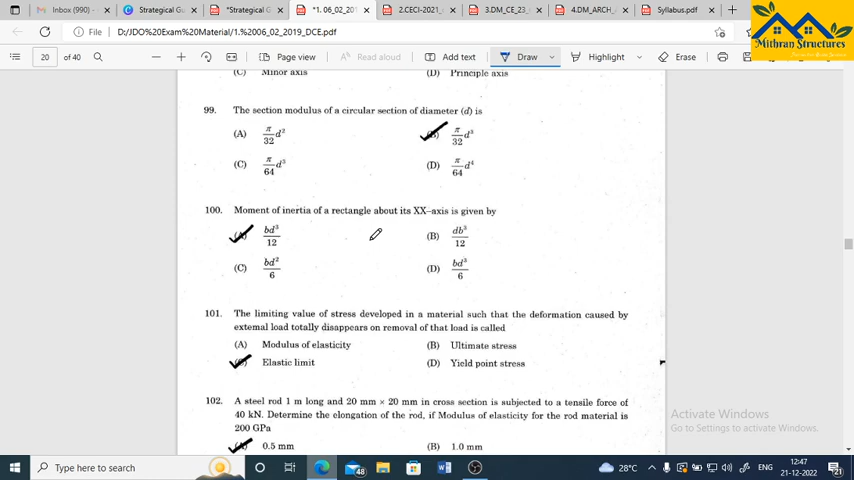 Inbox (990) -
Strategical Gu
*Strategical G
*1. 06_02_2019
2.CECI-2021_
3.DM_CE_23_
4.DM_ARCH_
Syllabus.pdf
File
D:/JDO%20Exam%20Material/1.%2006_02_2019_DCE.pdf
Mithran Structures
20 of 40
Page view
Read aloud
Add text
Draw
Highlight
Erase
(C) Minor axis
(D) Principle axis
99. The section modulus of a circular section of diameter (d) is
(A) π/32 d²
(B) π/32 d³
(C) π/64 d³
(D) π/64 d⁴
100. Moment of inertia of a rectangle about its XX–axis is given by
(A) bd³/12
(B) db³/12
(C) bd²/6
(D) bd³/6
101. The limiting value of stress developed in a material such that the deformation caused by
external load totally disappears on removal of that load is called
(A) Modulus of elasticity
(B) Ultimate stress
(C) Elastic limit
(D) Yield point stress
102. A steel rod 1 m long and 20 mm × 20 mm in cross section is subjected to a tensile force of
40 kN. Determine the elongation of the rod, if Modulus of elasticity for the rod material is
200 GPa
(A) 0.5 mm
(B) 1.0 mm
Activate Windows
Go to Settings to activate Windows.
Type here to search
48
28°C
ENG
12:47
21-12-2022
21